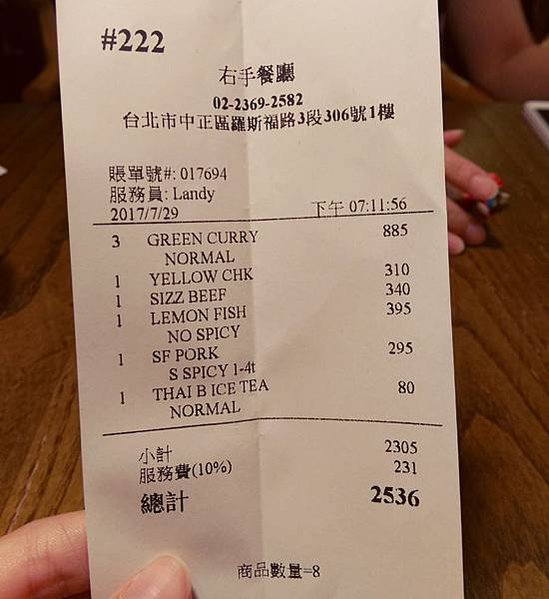 #222
右手餐廳
02-2369-2582
台北市中正區羅斯福路3段306號1樓
賬單號#: 017694
服務員: Landy
2017/7/29 下午 07:11:56
3 GREEN CURRY 885
NORMAL
1 YELLOW CHK 310
1 SIZZ BEEF 340
1 LEMON FISH 395
NO SPICY
1 SF PORK 295
S SPICY 1-4t
1 THAI B ICE TEA 80
NORMAL
小計 2305
服務費(10%) 231
總計 2536
商品數量=8